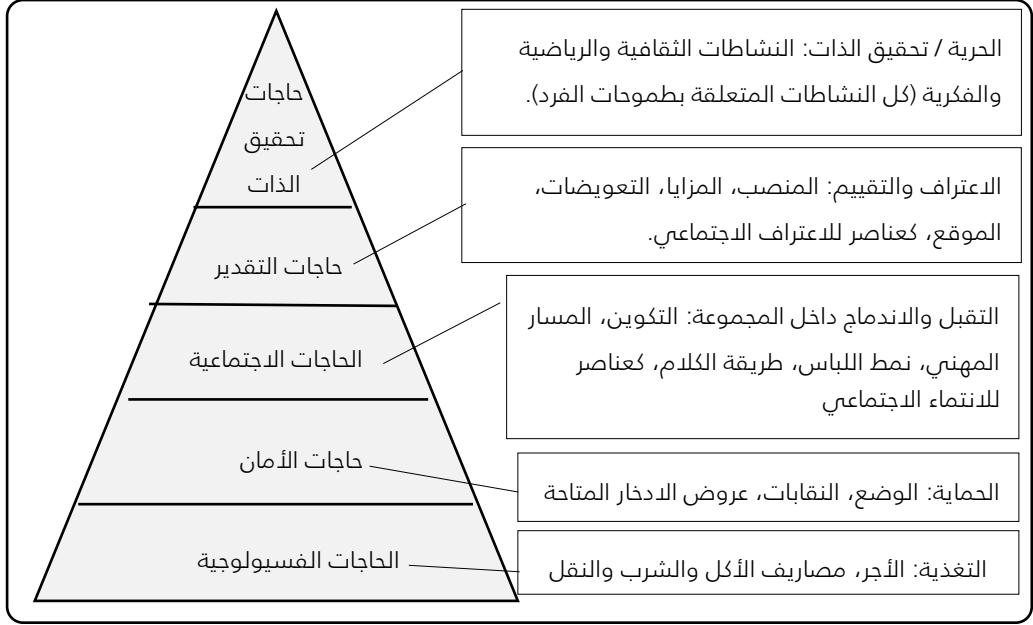 حاجات
تحقيق
الذات
الحرية / تحقيق الذات: النشاطات الثقافية والرياضية
والفكرية (كل النشاطات المتعلقة بطموحات الفرد).
حاجات التقدير
الاعتراف والتقييم: المنصب، المزايا، التعويضات،
الموقع، كعناصر للاعتراف الاجتماعي.
الحاجات الاجتماعية
التقبل والاندماج داخل المجموعة: التكوين، المسار
المهني، نمط اللباس، طريقة الكلام، كعناصر
للانتماء الاجتماعي
حاجات الأمان
الحماية: الوضع، النقابات، عروض الادخار المتاحة
الحاجات الفسيولوجية
التغذية: الأجر، مصاريف الأكل والشرب والنقل